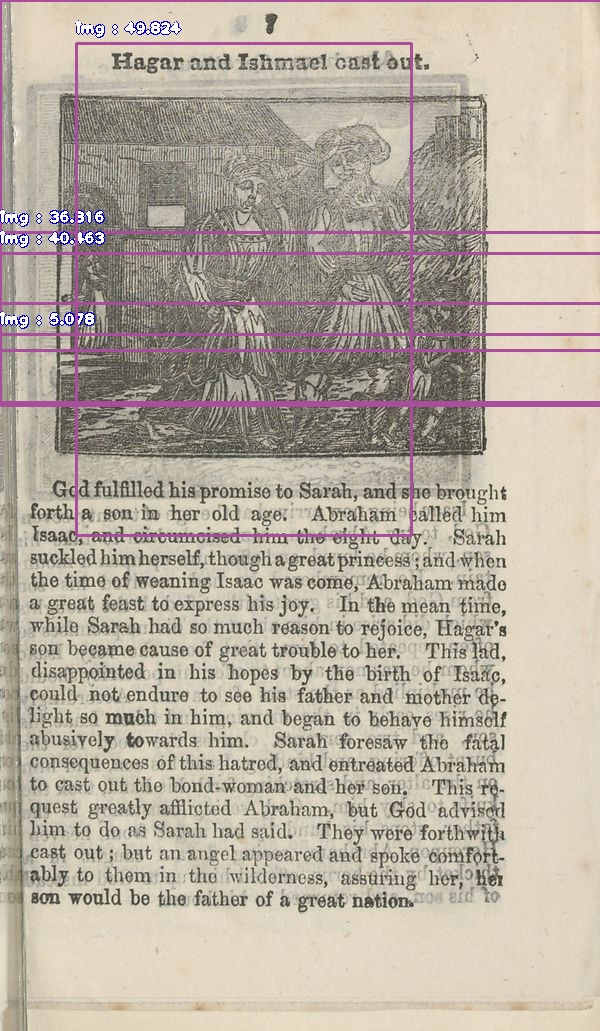 7
Img : 49.824
Hagar and Ishmael cast out.
Img : 36.316
Img : 40.463
Img : 5.078
God fulfilled his promise to Sarah, and she brought
forth a son in her old age. Abraham called him
Isaac, and circumcised him the eight day. Sarah
suckled him herself, though a great princess; and when
the time of weaning Isaac was come, Abraham made
a great feast to express his joy. In the mean time,
while Sarah had so much reason to rejoice, Hagar's
son became cause of great trouble to her. This lad,
disappointed in his hopes by the birth of Isaac,
could not endure to see his father and mother de-
light so much in him, and began to behave himself
abusively towards him. Sarah foresaw the fatal
consequences of this hatred, and entreated Abraham
to cast out the bond-woman and her son. This re-
quest greatly afflicted Abraham, but God advised
him to do as Sarah had said. They were forthwith
cast out; but an angel appeared and spoke comfort-
ably to them in the wilderness, assuring her, her
son would be the father of a great nation.